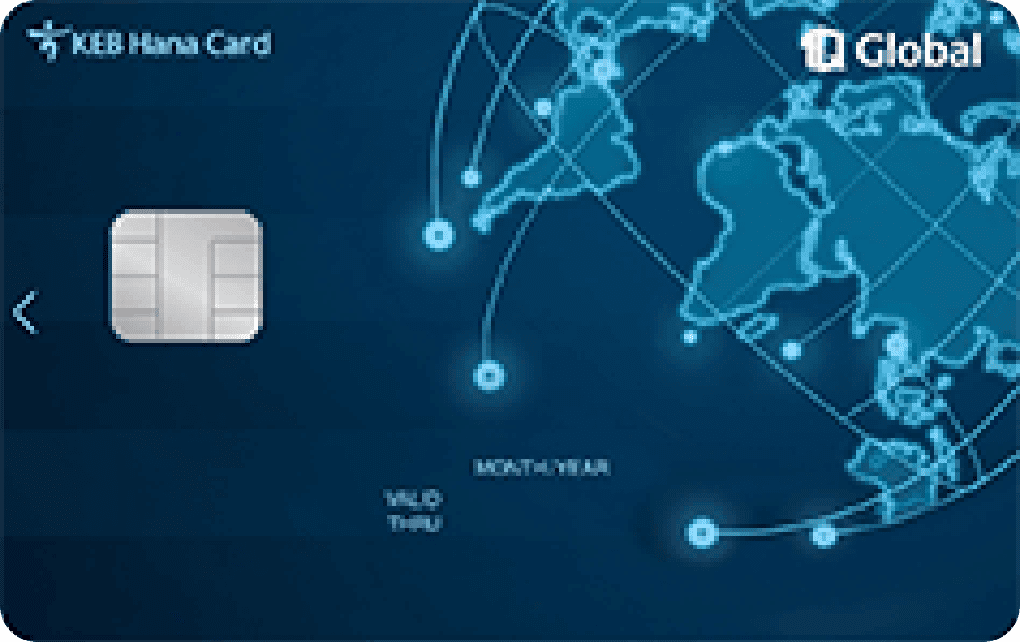 KEB Hana Card
1Q Global
MONTH/YEAR
VALID
THRU